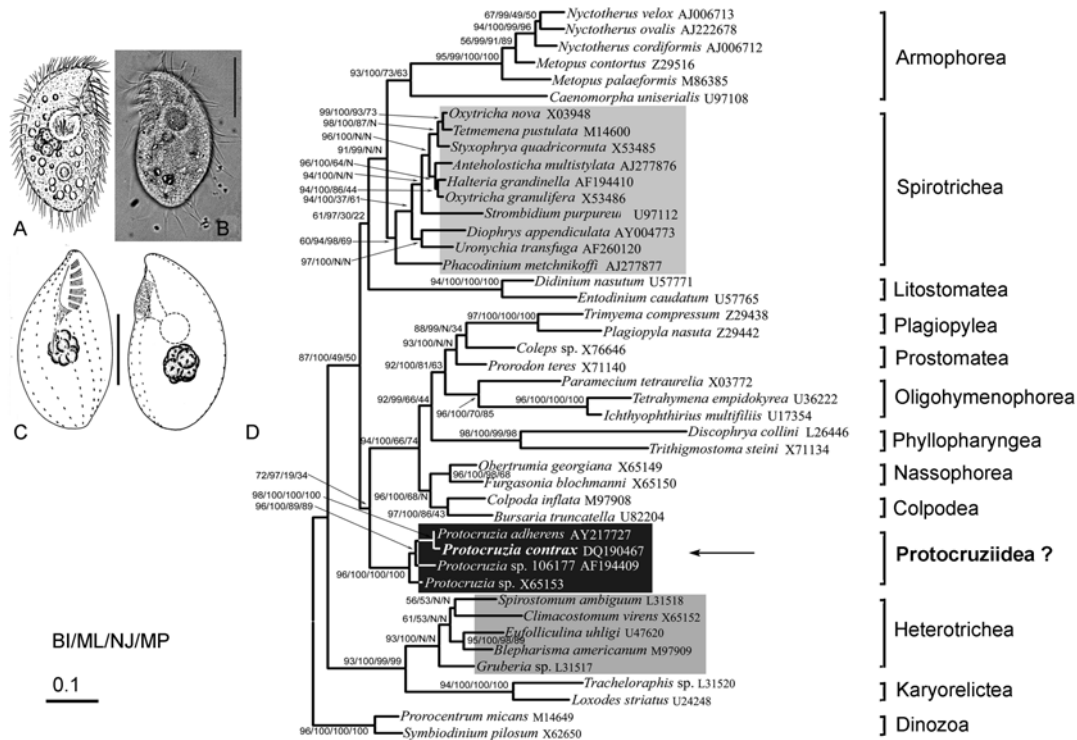 A
B
C
D
BI/ML/NJ/MP
0.1
67/99/49/50
94/100/99/96
56/99/91/89
95/99/100/100
93/100/73/63
99/100/93/73
98/100/87/N
96/100/N/N
91/99/N/N
96/100/64/N
94/100/N/N
94/100/86/44
94/100/37/61
61/97/30/22
60/94/98/69
97/100/N/N
94/100/100/100
97/100/100/100
88/99/N/34
93/100/N/N
87/100/49/50
92/100/81/63
96/100/100/100
96/100/70/85
92/99/66/44
98/100/99/98
94/100/66/74
96/100/98/68
72/97/19/34
96/100/68/N
98/100/100/100
96/100/89/89
97/100/86/43
96/100/100/100
56/53/N/N
61/53/N/N
93/100/N/N
93/100/99/99
94/100/100/100
96/100/100/100
Nyctotherus velox AJ006713
Nyctotherus ovalis AJ222678
Nyctotherus cordiformis AJ006712
Metopus contortus Z29516
Metopus palaeformis M86385
Caenomorpha uniserialis U97108
Oxytricha nova X03948
Tetmemena pustulata M14600
Styxophrya quadricornuta X53485
Anteholosticha multistylata AJ277876
Halteria grandinella AF194410
Oxytricha granulifera X53486
Strombidium purpureu U97112
Diophrys appendiculata AY004773
Uronychia transfuga AF260120
Phacodinium metchnikoffi AJ277877
Didinium nasutum U57771
Entodinium caudatum U57765
Trimyema compressum Z29438
Plagiopyla nasuta Z29442
Coleps sp. X76646
Prorodon teres X71140
Paramecium tetraurelia X03772
Tetrahymena empidokyrea U36222
Ichthyophthirius multifiliis U17354
Discophrya collini L26446
Trithigmostoma steini X71134
Obertrumia georgiana X65149
Furgasonia blochmanni X65150
Colpoda inflata M97908
Bursaria truncatella U82204
Protocruzia adherens AY217727
Protocruzia contrax DQ190467
Protocruzia sp. 106177 AF194409
Protocruzia sp. X65153
Spirostomum ambiguum L31518
Climacostomum virens X65152
Eufolliculina uhligi U47620
Blepharisma americanum M97909
Gruberia sp. L31517
Tracheloraphis sp. L31520
Loxodes striatus U24248
Prorocentrum micans M14649
Symbiodinium pilosum X62650
Armophorea
Spirotrichea
Litostomatea
Plagiopylea
Prostomatea
Oligohymenophorea
Phyllopharyngea
Nassophorea
Colpodea
Protocruziidea ?
Heterotrichea
Karyorelictea
Dinozoa